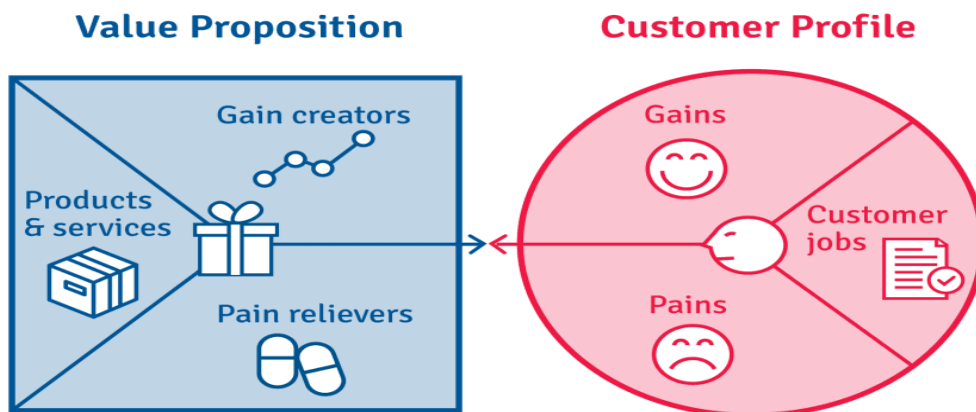 Value Proposition
Customer Profile
Gain creators
Products
& services
Pain relievers
Gains
Customer
jobs
Pains